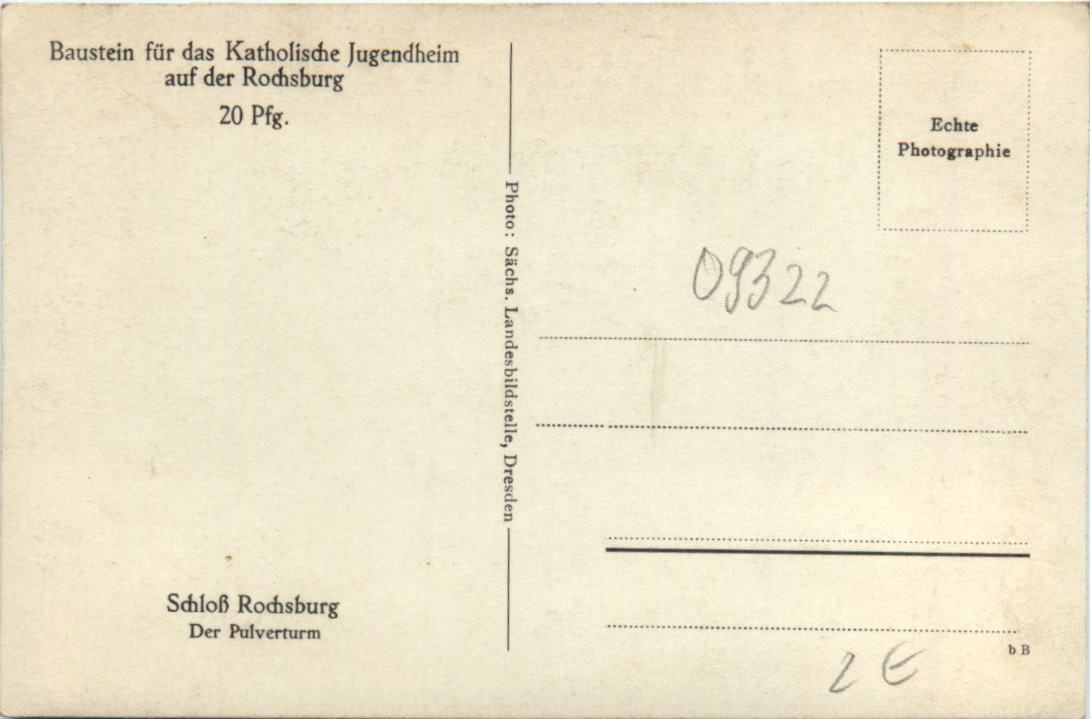 Baustein für das Katholische Jugendheim
auf der Rochsburg
20 Pfg.
Schloß Rochsburg
Der Pulverturm
Photo: Sächs. Landesbildstelle, Dresden
Echte
Photographie
09322
b B
2 €